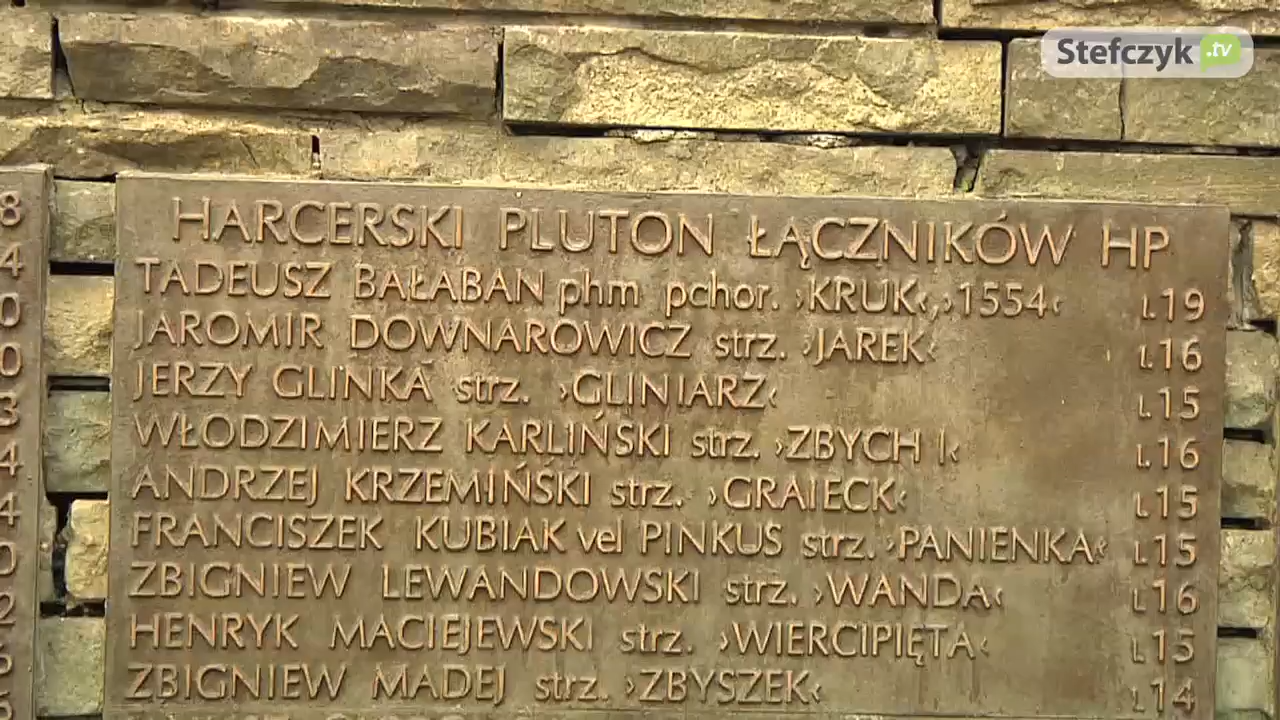 Stefczyk.tv
HARCERSKI PLUTON ŁĄCZNIKÓW HP
TADEUSZ BAŁABAN phm pchor. ›KRUK‹,›1554‹ l.19
JAROMIR DOWNAROWICZ strz. ›JAREK‹ l.16
JERZY GLINKA strz. ›GLINIARZ‹ l.15
WŁODZIMIERZ KARLIŃSKI strz. ›ZBYCH I‹ l.16
ANDRZEJ KRZEMIŃSKI strz. ›GRAIECK‹ l.15
FRANCISZEK KUBIAK vel PINKUS strz. ›PANIENKA‹ l.15
ZBIGNIEW LEWANDOWSKI strz. ›WANDA‹ l.16
HENRYK MACIEJEWSKI strz. ›WIERCIPIĘTA‹ l.15
ZBIGNIEW MADEJ strz. ›ZBYSZEK‹ l.14